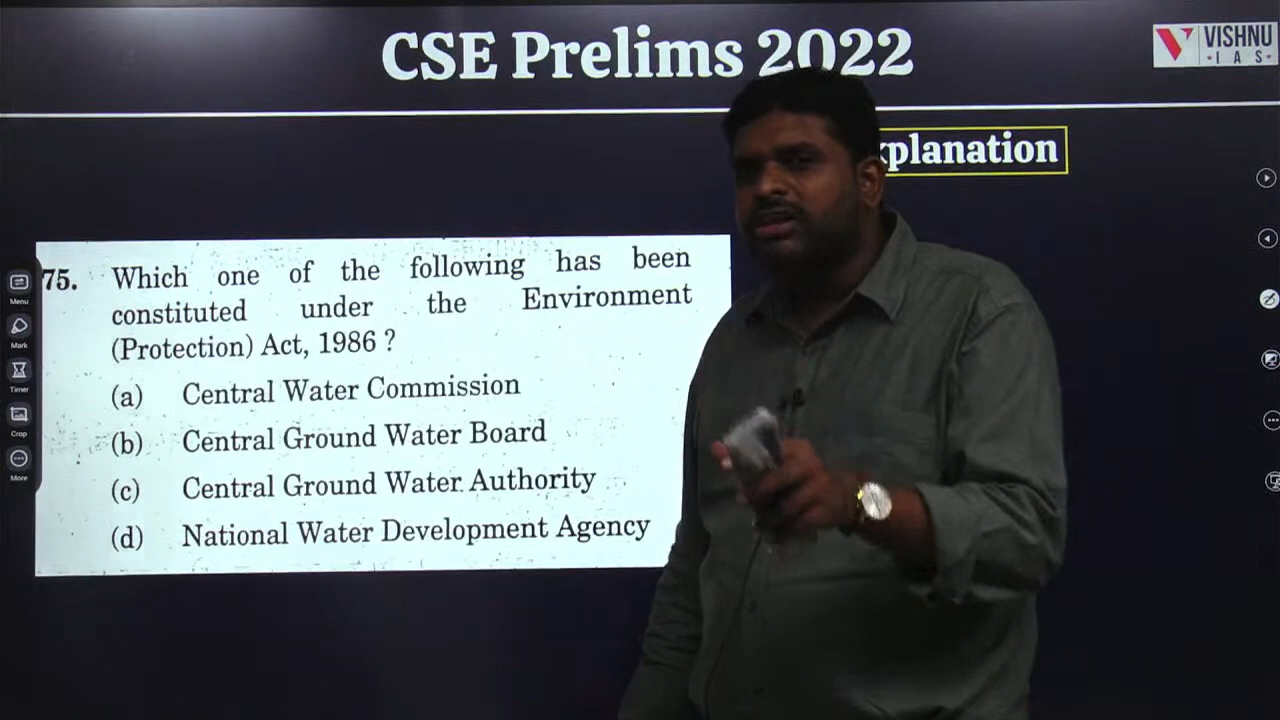 CSE Prelims 2022
VISHNU
IAS
xplanation
75. Which one of the following has been
constituted under the Environment
(Protection) Act, 1986 ?
(a) Central Water Commission
(b) Central Ground Water Board
(c) Central Ground Water Authority
(d) National Water Development Agency
Menu
Mark
Timer
Crop
More